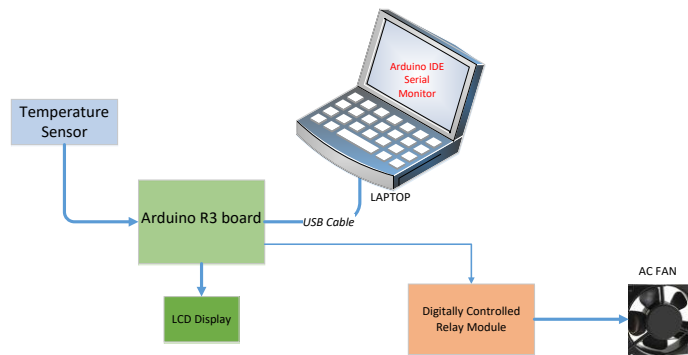 Arduino IDE
Serial
Monitor
Temperature
Sensor
LAPTOP
Arduino R3 board
USB Cable
AC FAN
LCD Display
Digitally Controlled
Relay Module